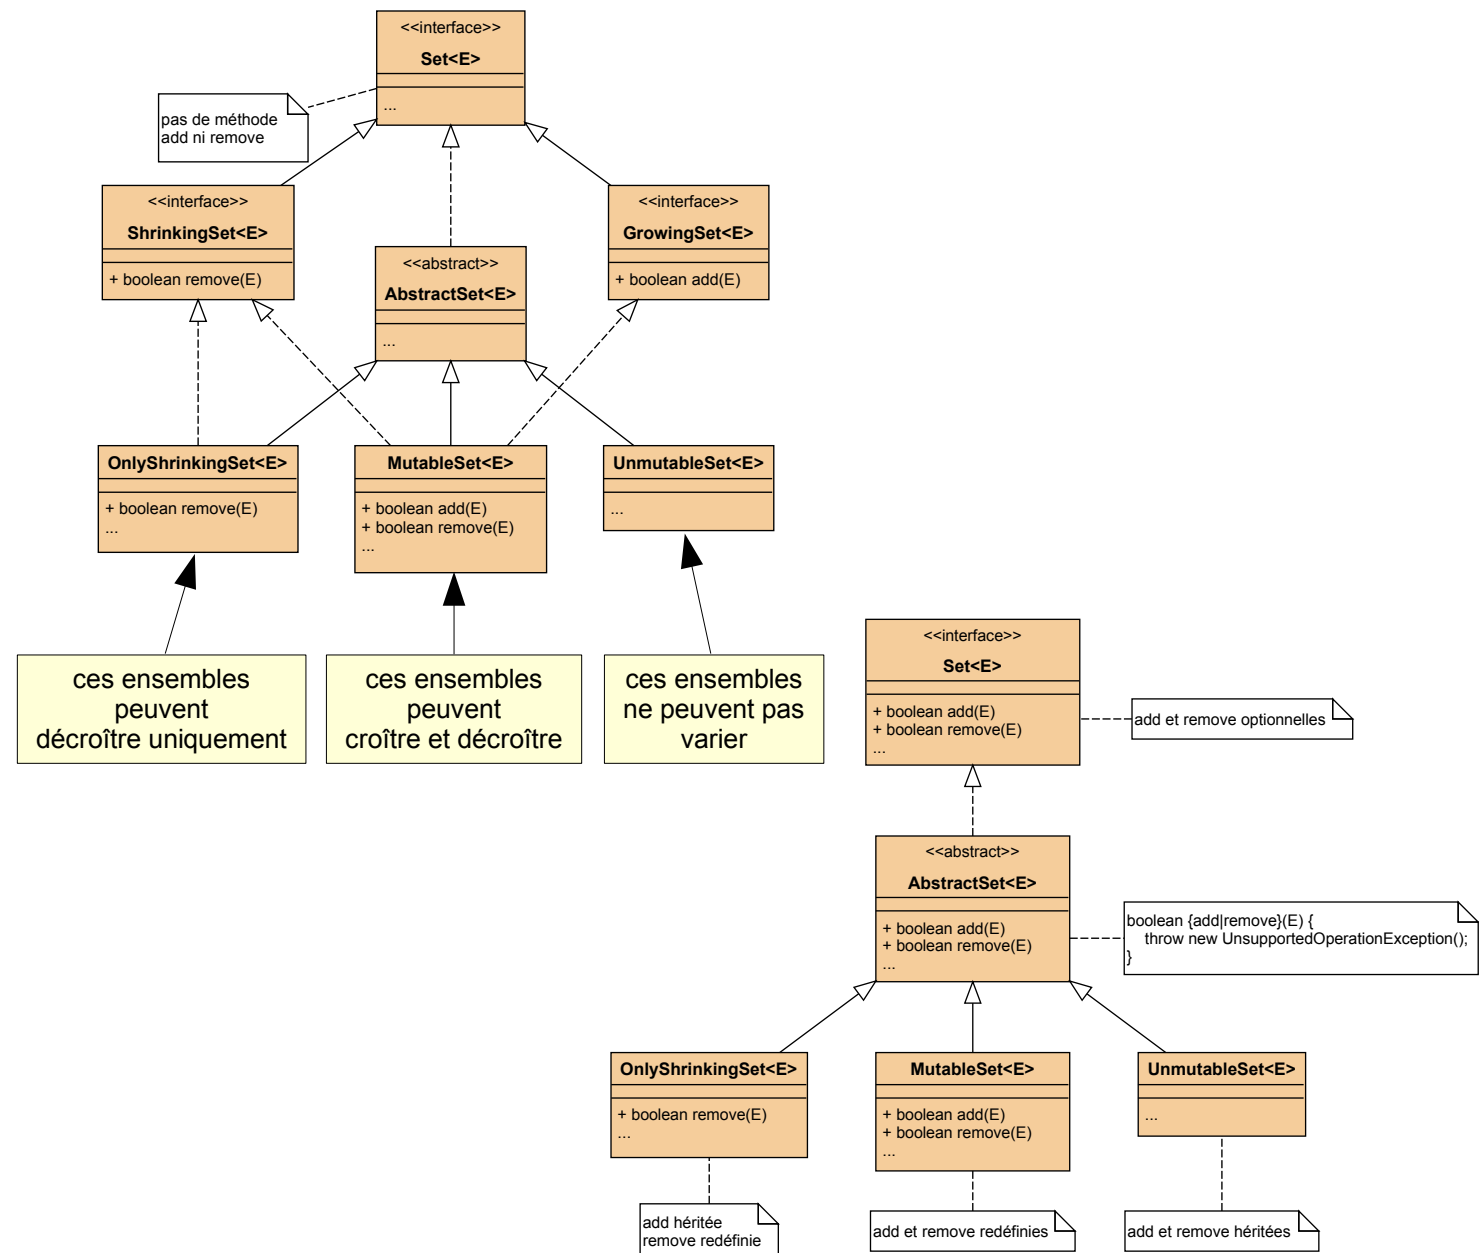 <<interface>>
Set<E>
...
pas de méthode
add ni remove
<<interface>>
ShrinkingSet<E>
+ boolean remove(E)
<<abstract>>
AbstractSet<E>
...
<<interface>>
GrowingSet<E>
+ boolean add(E)
OnlyShrinkingSet<E>
+ boolean remove(E)
...
MutableSet<E>
+ boolean add(E)
+ boolean remove(E)
...
UnmutableSet<E>
...
ces ensembles
peuvent
décroître uniquement
ces ensembles
peuvent
croître et décroître
ces ensembles
ne peuvent pas
varier
<<interface>>
Set<E>
+ boolean add(E)
+ boolean remove(E)
...
add et remove optionnelles
<<abstract>>
AbstractSet<E>
+ boolean add(E)
+ boolean remove(E)
...
boolean {add|remove}(E) {
throw new UnsupportedOperationException();
}
OnlyShrinkingSet<E>
+ boolean remove(E)
...
MutableSet<E>
+ boolean add(E)
+ boolean remove(E)
...
UnmutableSet<E>
...
add héritée
remove redéfinie
add et remove redéfinies
add et remove héritées